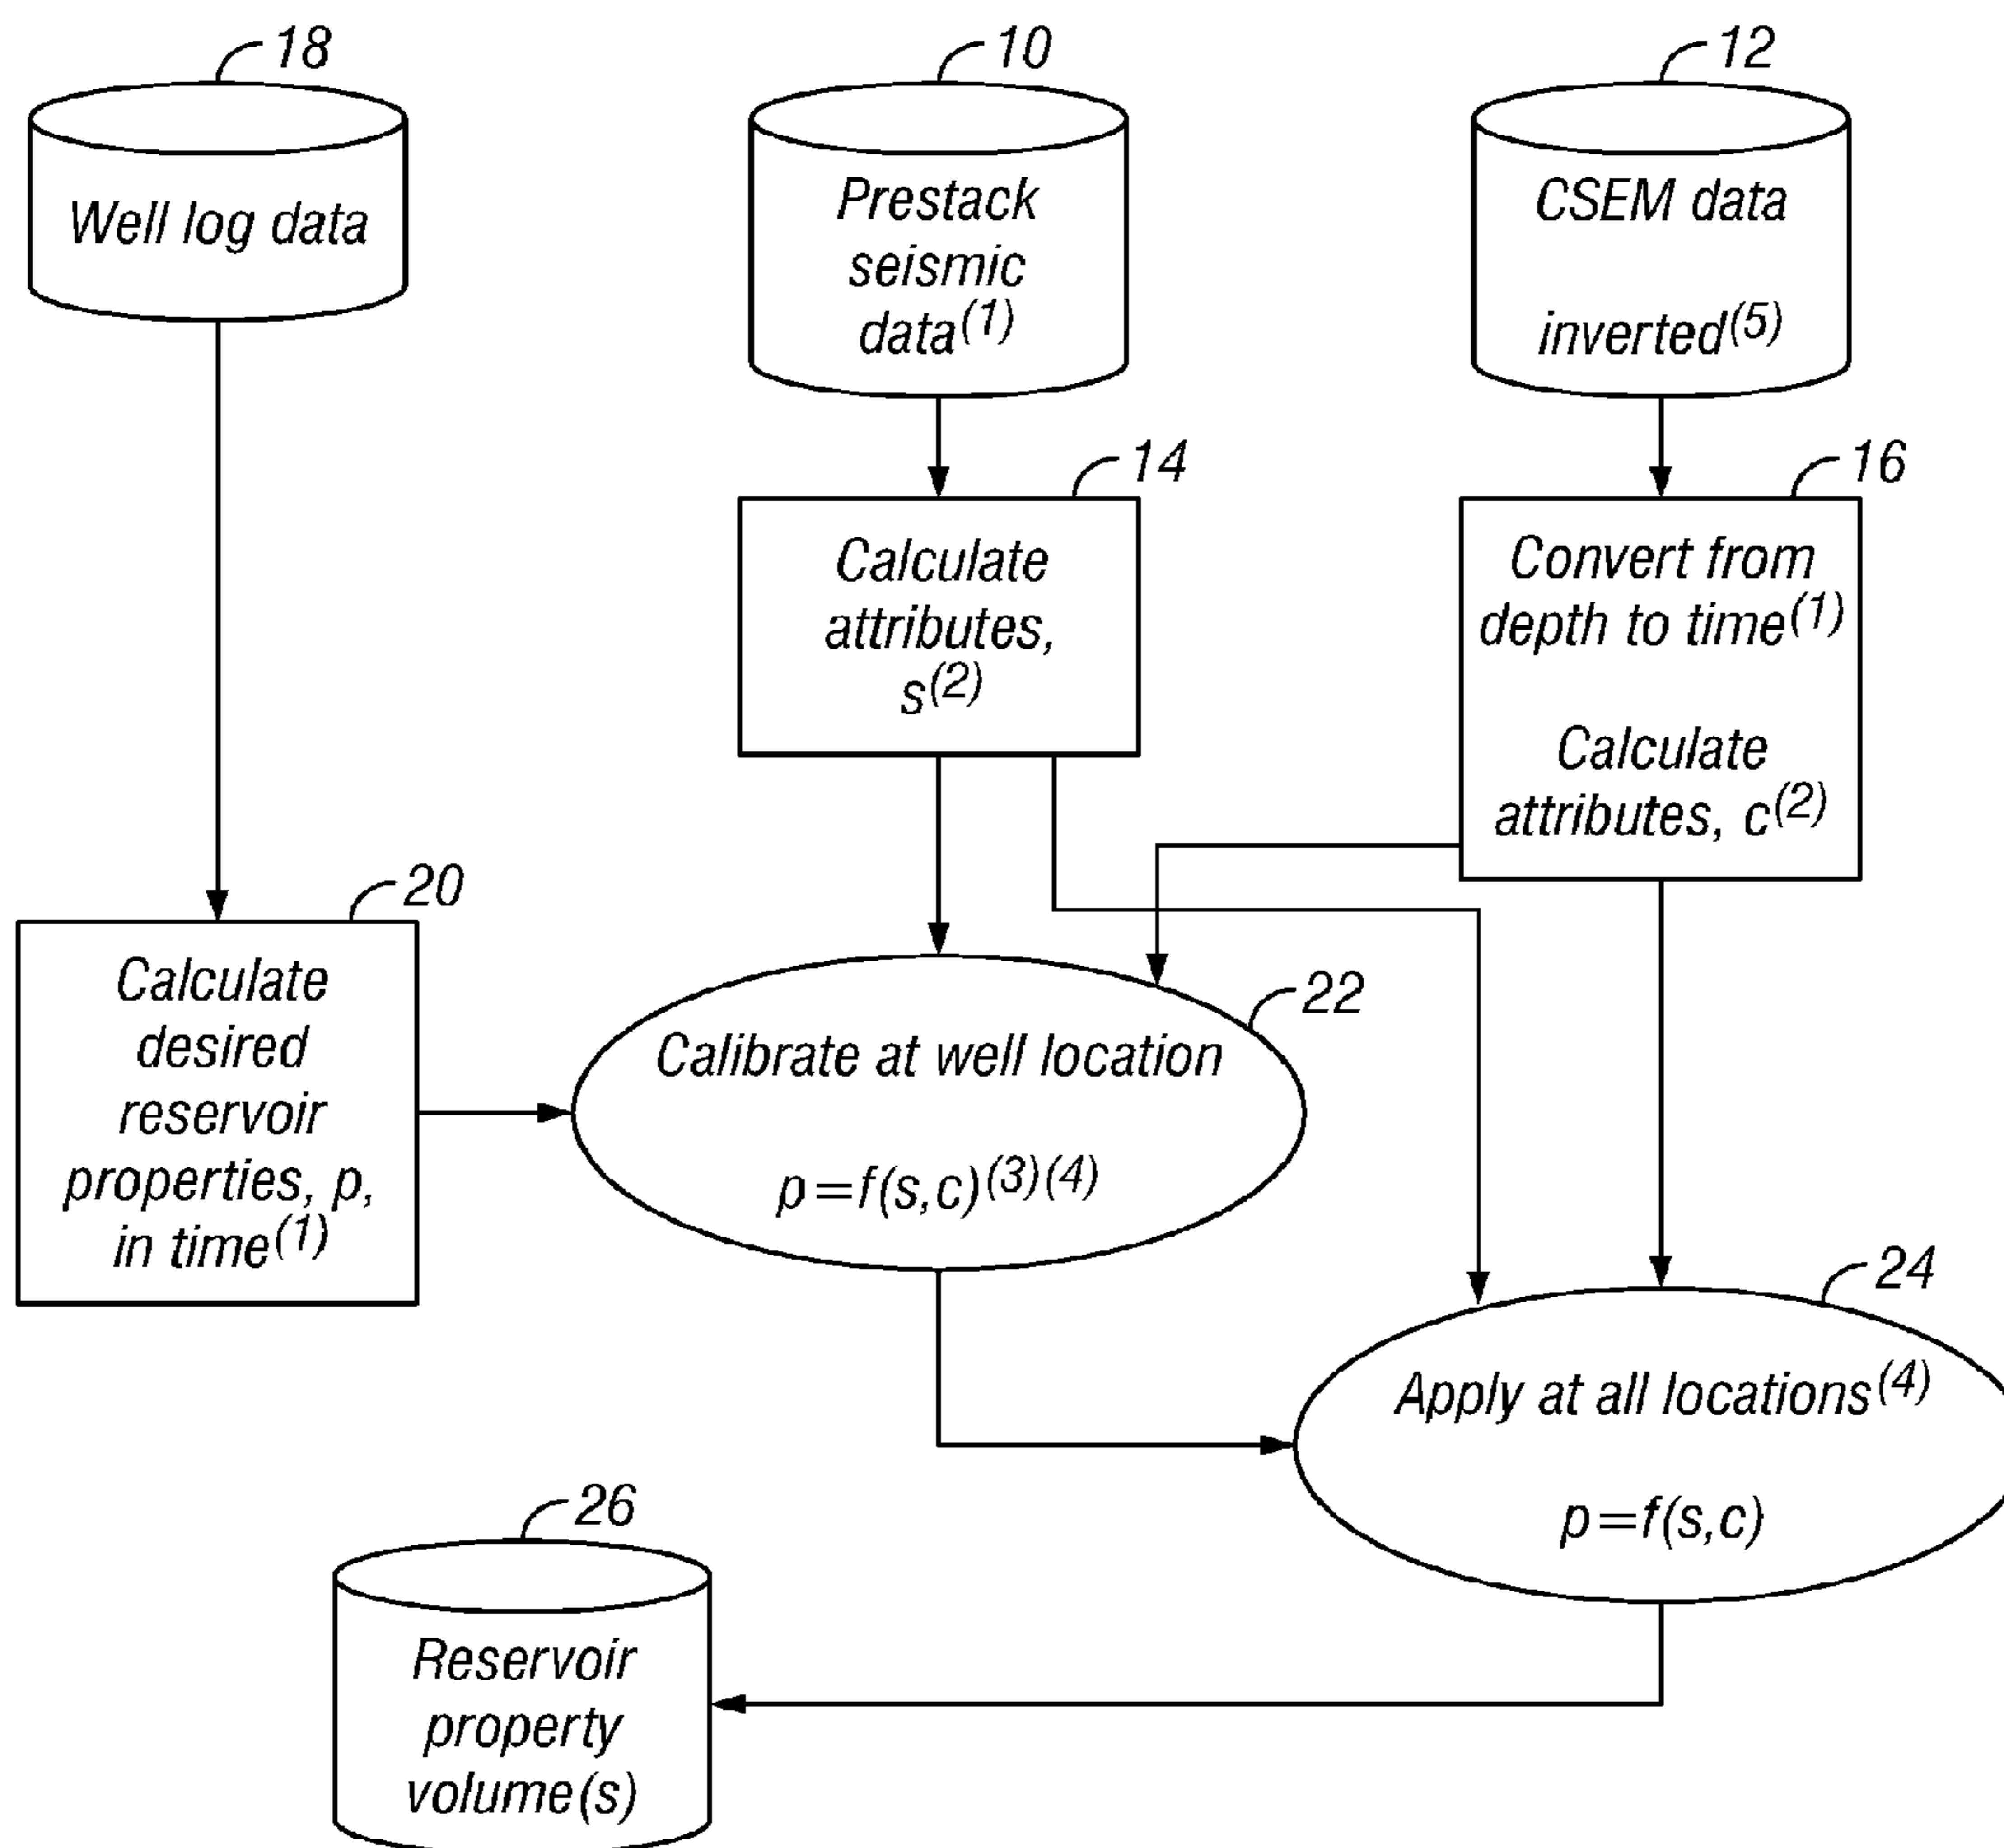 18
10
12
Well log data
Prestack
seismic
data(1)
CSEM data
inverted(5)
14
16
Calculate
attributes,
s(2)
Convert from
depth to time(1)
Calculate
attributes, c(2)
20
Calculate
desired
reservoir
properties, p,
in time(1)
22
Calibrate at well location
p=f(s,c)(3)(4)
24
Apply at all locations(4)
p=f(s,c)
26
Reservoir
property
volume(s)